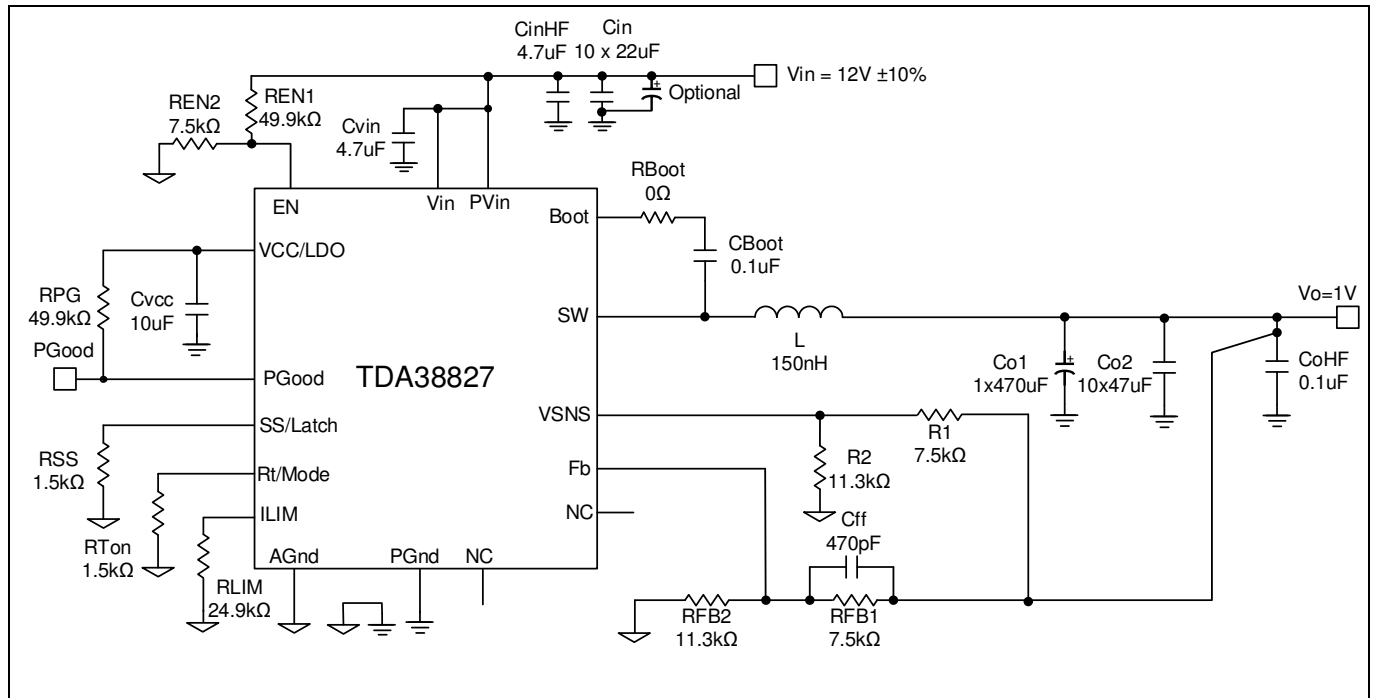 CinHF
4.7uF
Cin
10 x 22uF
Vin = 12V ±10%
Optional
REN2
7.5kΩ
REN1
49.9kΩ
Cvin
4.7uF
RBoot
0Ω
EN
Vin
PVin
Boot
CBoot
0.1uF
VCC/LDO
RPG
49.9kΩ
Cvcc
10uF
SW
L
150nH
Vo=1V
PGood
PGood
TDA38827
Co1
1x470uF
+
Co2
10x47uF
CoHF
0.1uF
VSNS
R1
7.5kΩ
SS/Latch
RSS
1.5kΩ
R2
11.3kΩ
Fb
Rt/Mode
NC
ILIM
Cff
470pF
RTon
1.5kΩ
AGnd
PGnd
NC
RLIM
24.9kΩ
RFB2
11.3kΩ
RFB1
7.5kΩ